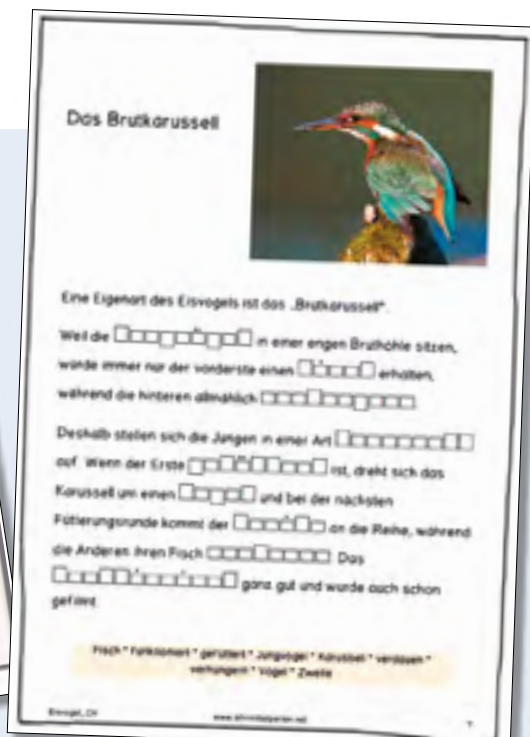 Das Brutkarussell
Eine Eigenart des Eisvogels ist das „Brutkarussell“.
Weil die in einer engen Bruthöhle sitzen,
würde immer nur der vorderste einen erhalten,
während die hinteren allmählich
Deshalb stellen sich die Jungen in einer Art
auf. Wenn der Erste ist, dreht sich das
Karussell um einen und bei der nächsten
Fütterungsrunde kommt der an die Reihe, während
die Anderen ihren Fisch Das
ganz gut und wurde auch schon
gefilmt.
Fisch * funktioniert * gefüttert * Jungvögel * Karussell * verdauen *
verhungern * Vogel * Zweite
Eisvogel, CH